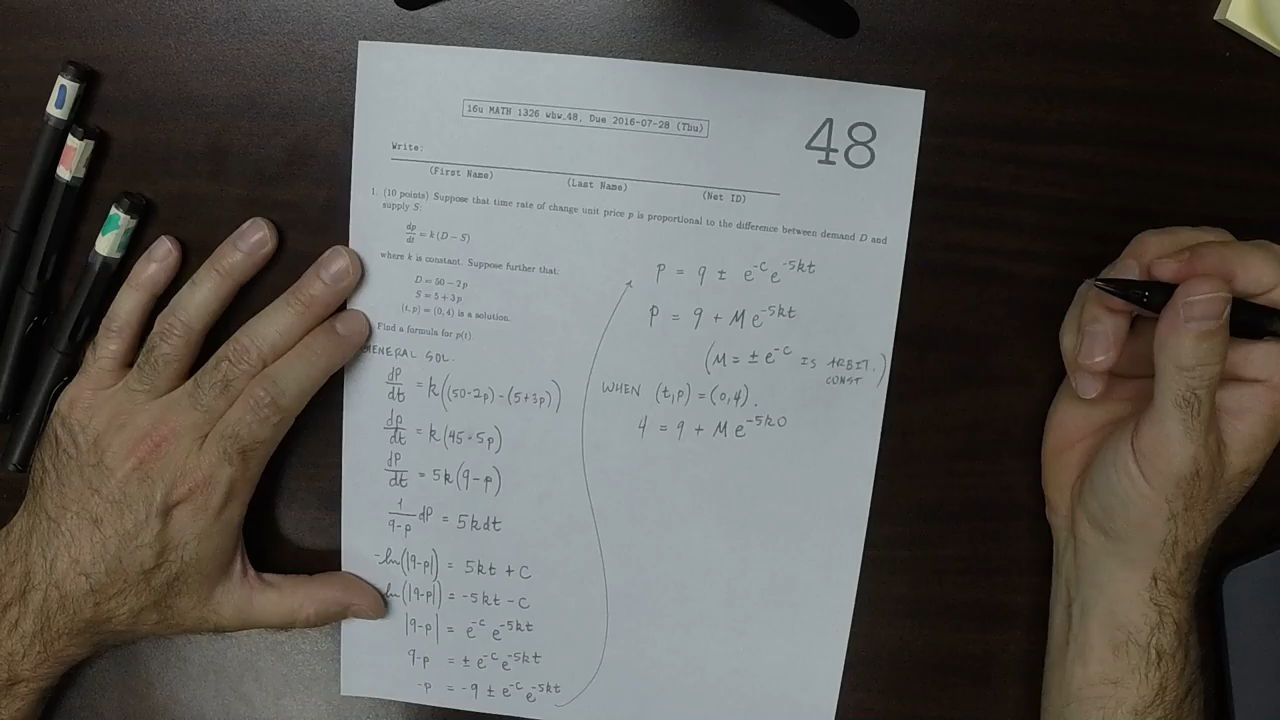 16u MATH 1326 wbw_48, Due 2016-07-28 (Thu)
48
Write:
(First Name) (Last Name) (Net ID)
1. (10 points) Suppose that time rate of change unit price p is proportional to the difference between demand D and
supply S:
dp/dt = k(D − S)
where k is constant. Suppose further that:
D = 50 − 2p
S = 5 + 3p
(t, p) = (0, 4) is a solution.
Find a formula for p(t).
GENERAL SOL.
dP/dt = k((50-2p)-(5+3p))
dp/dt = k(45-5p)
dP/dt = 5k(9-p)
1/(9-p) dP = 5kdt
-ln(|9-p|) = 5kt + C
ln(|9-p|) = -5kt - C
|9-p| = e^-C e^-5kt
9-p = ± e^-C e^-5kt
-p = -9 ± e^-C e^-5kt
P = 9 ± e^-C e^-5kt
P = 9 + Me^-5kt
(M = ± e^-C IS ARBIT.
CONST)
WHEN (t,p) = (0,4).
4 = 9 + Me^-5k0